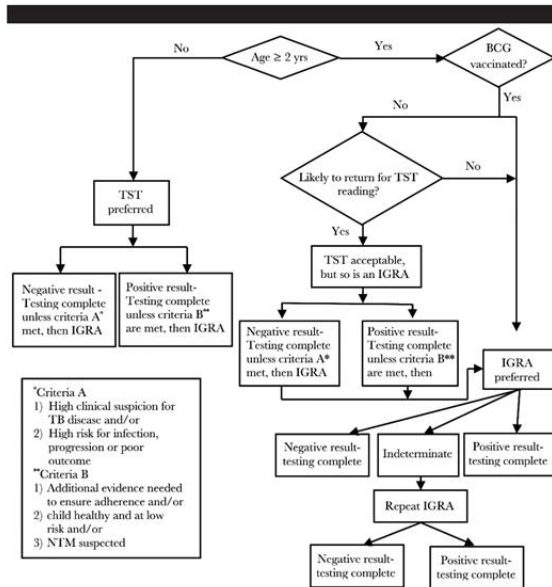 No
Age ≥ 2 yrs
Yes
BCG
vaccinated?
No
Yes
Likely to return for TST
reading?
No
Yes
TST
preferred
TST acceptable,
but so is an IGRA
Negative result -
Testing complete
unless criteria A*
met, then IGRA
Positive result-
Testing complete
unless criteria B**
are met, then IGRA
Negative result-
Testing complete
unless criteria A*
met, then IGRA
Positive result-
Testing complete
unless criteria B**
are met, then
IGRA
preferred
*Criteria A
1) High clinical suspicion for
TB disease and/or
2) High risk for infection,
progression or poor
outcome
**Criteria B
1) Additional evidence needed
to ensure adherence and/or
2) child healthy and at low
risk and/or
3) NTM suspected
Negative result-
testing complete
Indeterminate
Positive result-
testing complete
Repeat IGRA
Negative result-
testing complete
Positive result-
testing complete